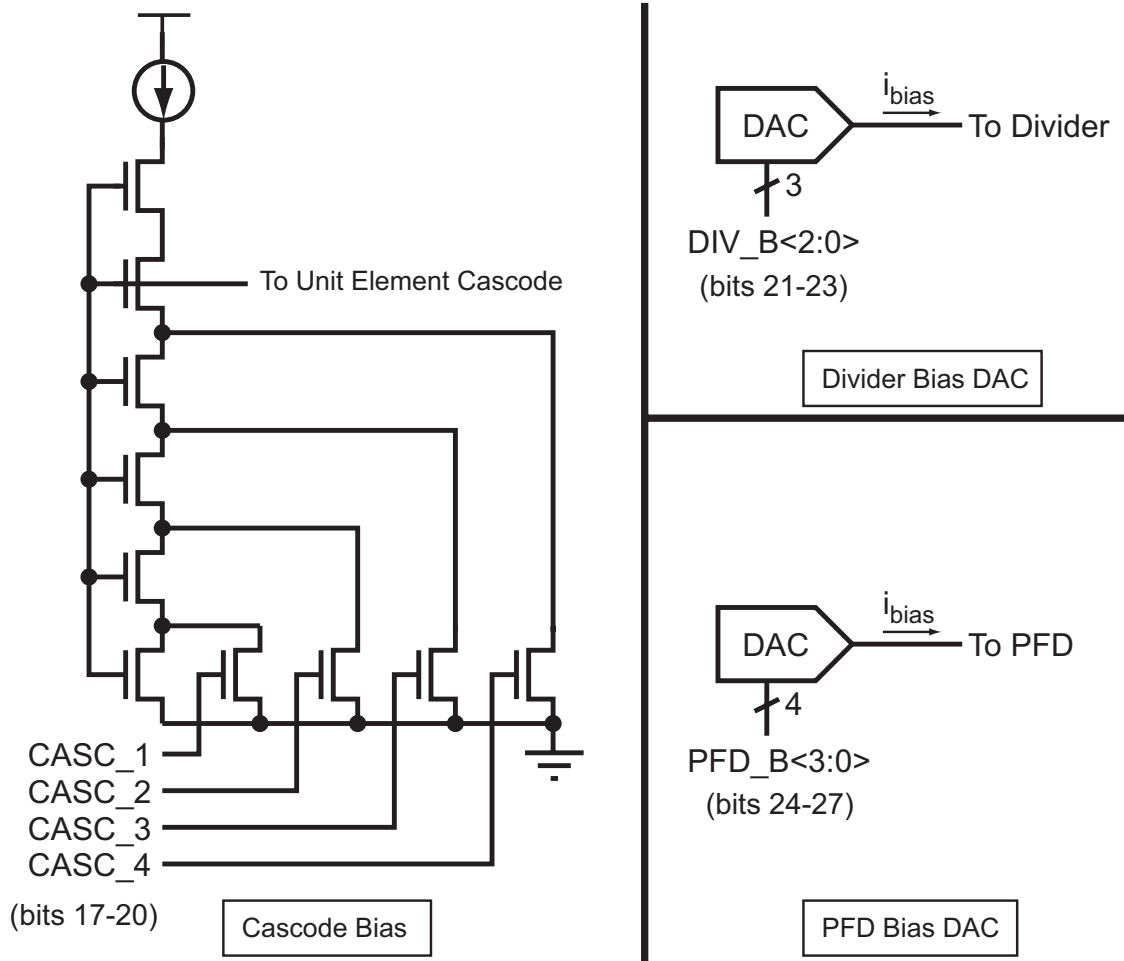 To Unit Element Cascode
CASC_1
CASC_2
CASC_3
CASC_4
(bits 17-20)
Cascode Bias
i_bias
DAC
To Divider
3
DIV_B<2:0>
(bits 21-23)
Divider Bias DAC
i_bias
DAC
To PFD
4
PFD_B<3:0>
(bits 24-27)
PFD Bias DAC